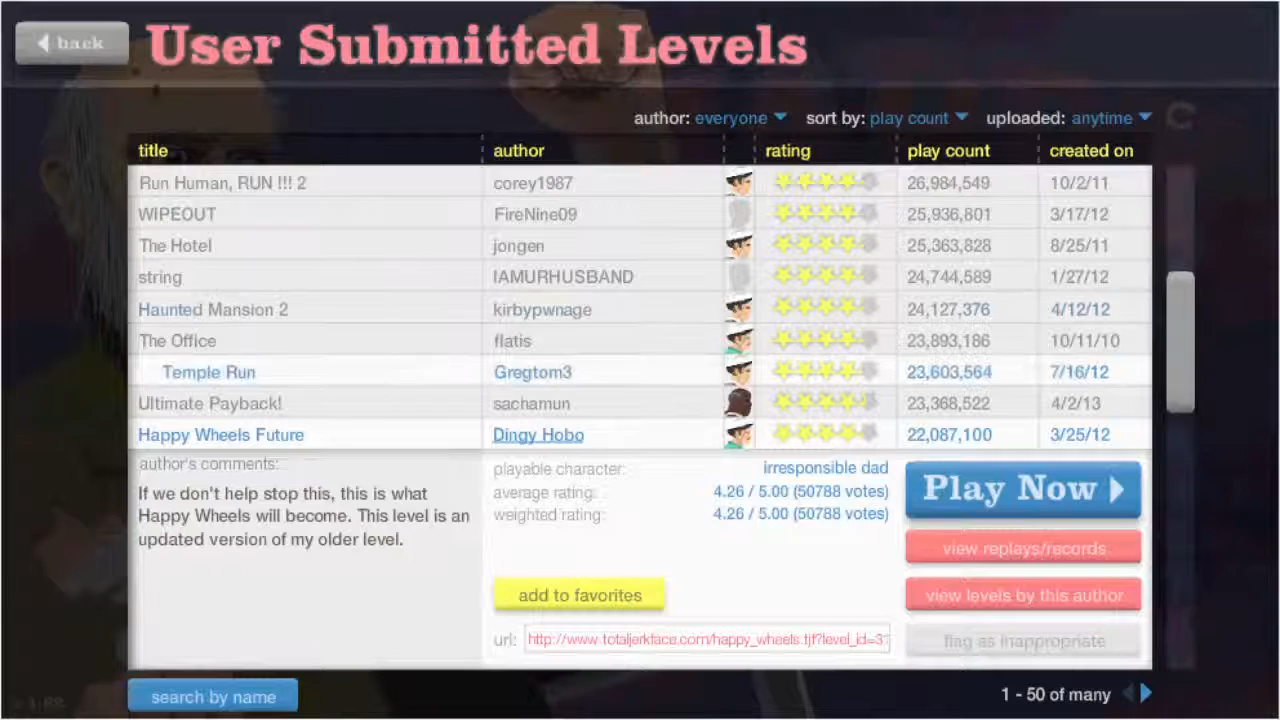 back
User Submitted Levels
author: everyone sort by: play count uploaded: anytime
title author rating play count created on
Run Human, RUN !!! 2 corey1987 26,984,549 10/2/11
WIPEOUT FireNine09 25,936,801 3/17/12
The Hotel jongen 25,363,828 8/25/11
string IAMURHUSBAND 24,744,589 1/27/12
Haunted Mansion 2 kirbypwnage 24,127,376 4/12/12
The Office flatis 23,893,186 10/11/10
Temple Run Gregtom3 23,603,564 7/16/12
Ultimate Payback! sachamun 23,368,522 4/2/13
Happy Wheels Future Dingy Hobo 22,087,100 3/25/12
author's comments:
If we don't help stop this, this is what
Happy Wheels will become. This level is an
updated version of my older level.
playable character: irresponsible dad
average rating: 4.26 / 5.00 (50788 votes)
weighted rating: 4.26 / 5.00 (50788 votes)
add to favorites
url: http://www.totaljerkface.com/happy_wheels.tjf?level_id=3
Play Now
view replays/records
view levels by this author
flag as inappropriate
search by name
1 - 50 of many